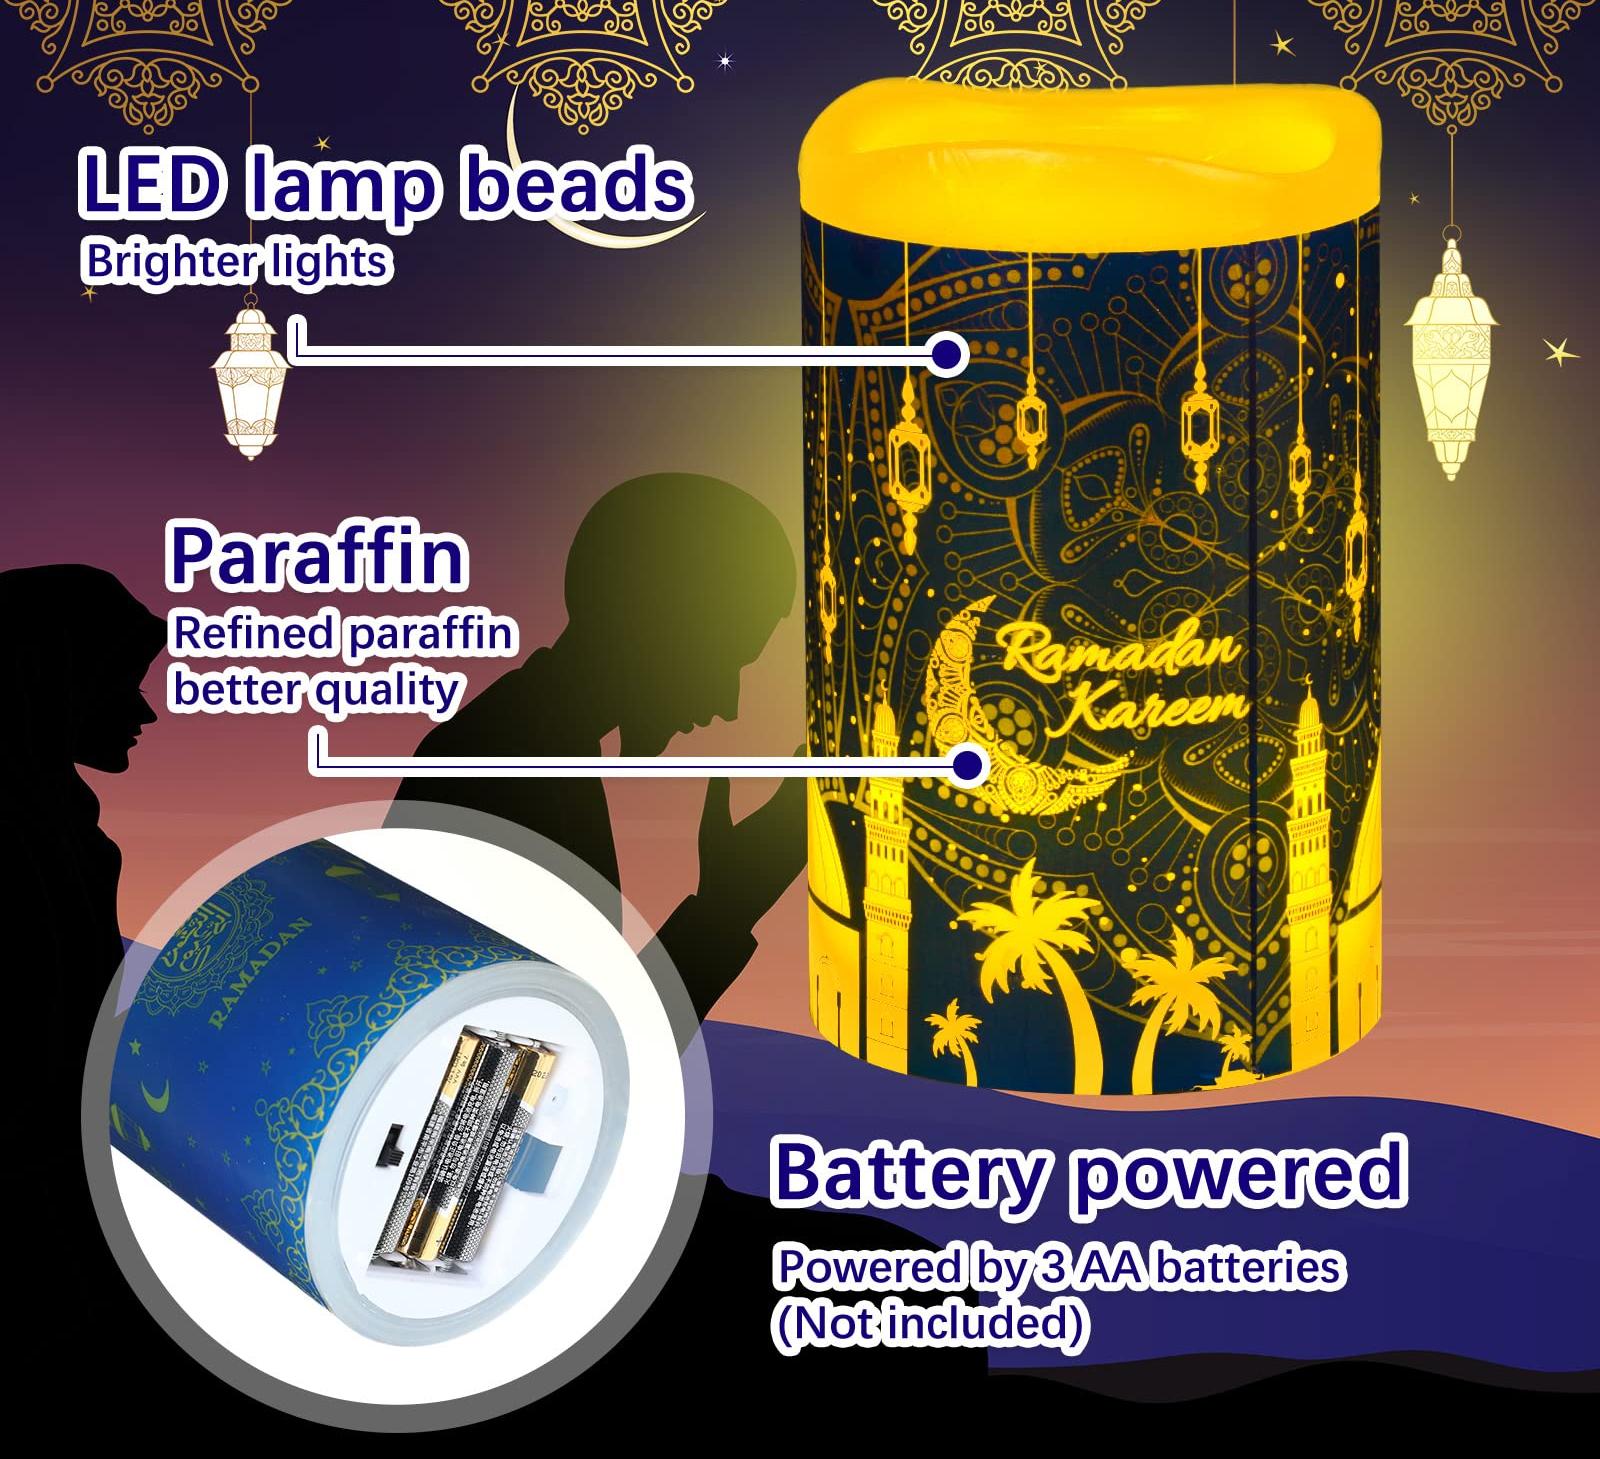 LED lamp beads
Brighter lights
Paraffin
Refined paraffin
better quality
Ramadan
Kareem
RAMADAN
Battery powered
Powered by 3 AA batteries
(Not included)